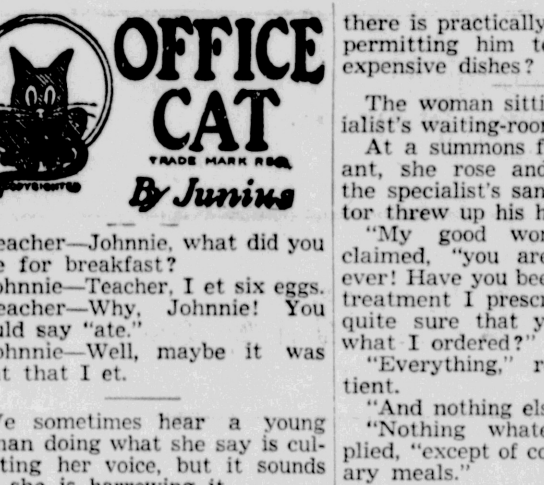 OFFICE
CAT
TRADE MARK REG.
COPYRIGHTED
By Junius
eacher—Johnnie, what did you
e for breakfast?
ohnnie—Teacher, I et six eggs.
eacher—Why, Johnnie! You
uld say "ate."
ohnnie—Well, maybe it was
t that I et.
e sometimes hear a young
man doing what she say is cul-
ting her voice, but it sounds
she is borrowing it
there is practically
permitting him to
expensive dishes?
The woman sitti
ialist's waiting-roo
At a summons f
ant, she rose and
the specialist's san
tor threw up his h
"My good wo
claimed, "you are
ever! Have you bee
treatment I prescr
quite sure that y
what I ordered?"
"Everything," r
tient.
"And nothing els
"Nothing whate
plied, "except of co
ary meals."